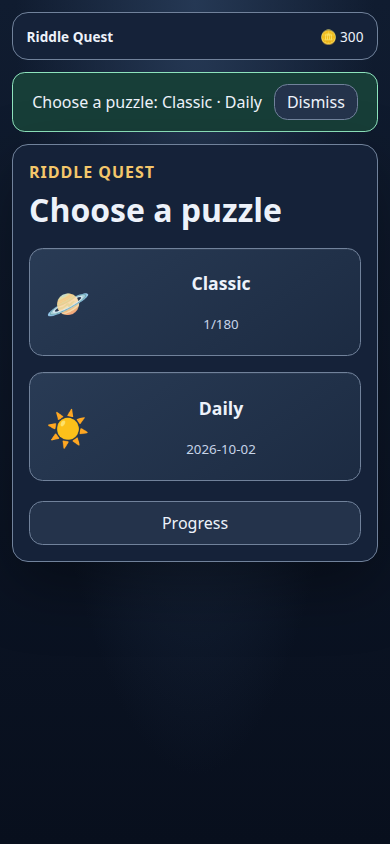 Riddle Quest
🪙 300
Choose a puzzle: Classic · Daily
Dismiss
RIDDLE QUEST
Choose a puzzle
Classic
1/180
Daily
2026-10-02
Progress